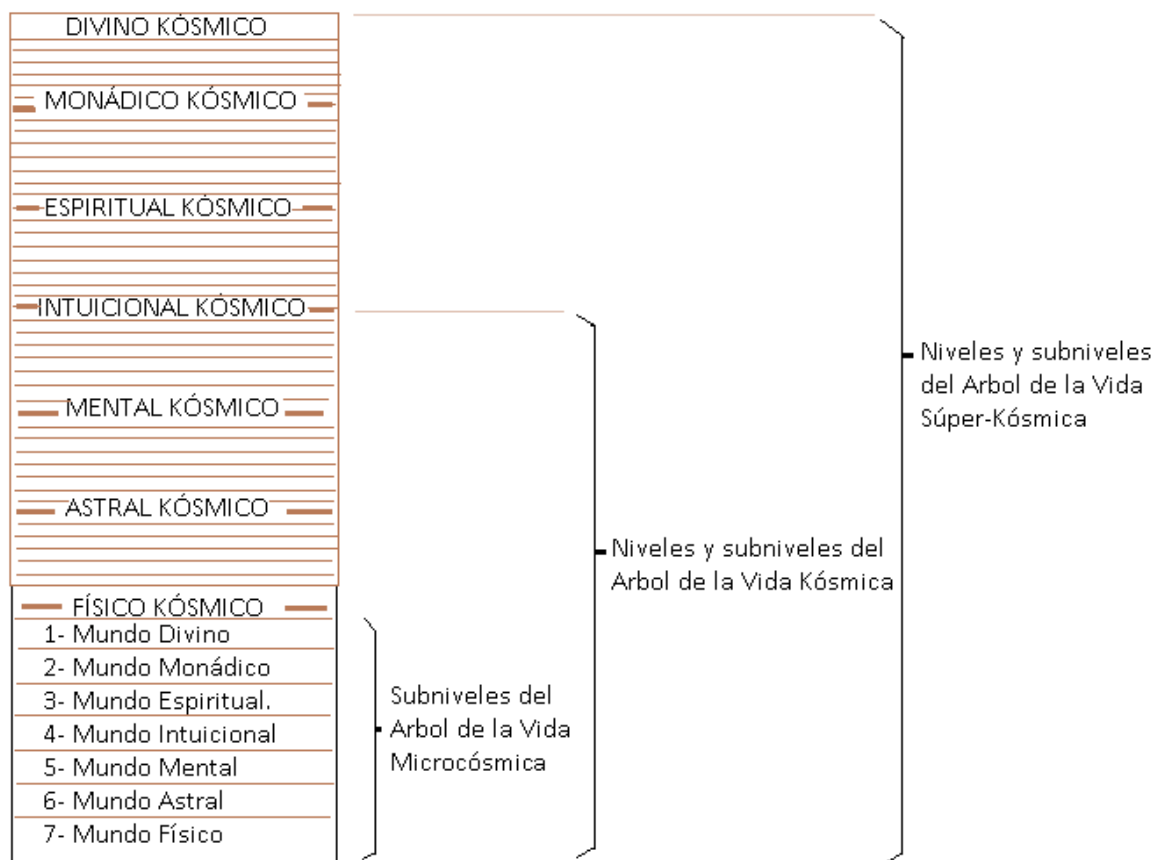 DIVINO KÓSMICO
MONÁDICO KÓSMICO
ESPIRITUAL KÓSMICO
INTUICIONAL KÓSMICO
MENTAL KÓSMICO
ASTRAL KÓSMICO
FÍSICO KÓSMICO
1- Mundo Divino
2- Mundo Monádico
3- Mundo Espiritual.
4- Mundo Intuicional
5- Mundo Mental
6- Mundo Astral
7- Mundo Físico
Subniveles del
Arbol de la Vida
Microcósmica
Niveles y subniveles del
Arbol de la Vida Kósmica
Niveles y subniveles
del Arbol de la Vida
Súper-Kósmica